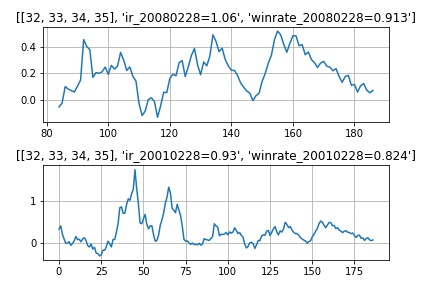 [[32, 33, 34, 35], 'ir_20080228=1.06', 'winrate_20080228=0.913']
0.4
0.2
0.0
80 100 120 140 160 180
[[32, 33, 34, 35], 'ir_20010228=0.93', 'winrate_20010228=0.824']
1
0
0 25 50 75 100 125 150 175